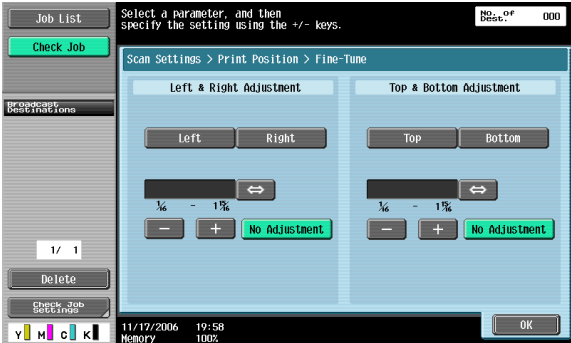 Job List
Check Job
Broadcast
Destinations
1/ 1
Delete
Check Job
Settings
Y M C K
Select a parameter, and then
specify the setting using the +/- keys.
No. of
Dest. 000
Scan Settings > Print Position > Fine-Tune
Left & Right Adjustment
Left Right
⇔
1/16 - 1 15/16
− + No Adjustment
Top & Bottom Adjustment
Top Bottom
⇔
1/16 - 1 15/16
− + No Adjustment
11/17/2006 19:58
Memory 100%
OK